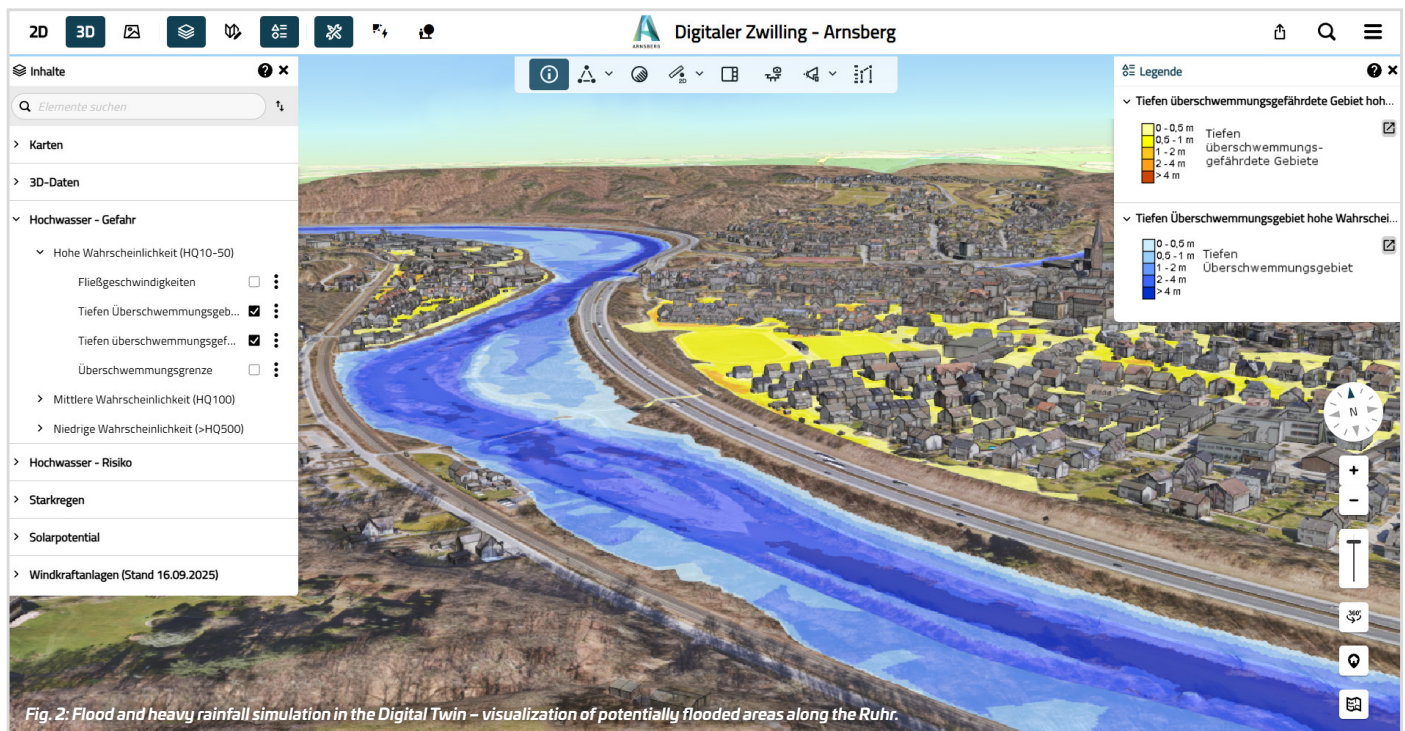 2D
3D
ARNSBERG
Digitaler Zwilling - Arnsberg
Inhalte
Elemente suchen
Karten
3D-Daten
Hochwasser - Gefahr
Hohe Wahrscheinlichkeit (HQ10-50)
Fließgeschwindigkeiten
Tiefen Überschwemmungsgeb...
Tiefen überschwemmungsgef...
Überschwemmungsgrenze
Mittlere Wahrscheinlichkeit (HQ100)
Niedrige Wahrscheinlichkeit (>HQ500)
Hochwasser - Risiko
Starkregen
Solarpotential
Windkraftanlagen (Stand 16.09.2025)
2D
Legende
Tiefen überschwemmungsgefährdete Gebiet hoh...
0 - 0,5 m
0,5 - 1 m
1 - 2 m
2 - 4 m
> 4 m
Tiefen
überschwemmungs-
gefährdete Gebiete
Tiefen Überschwemmungsgebiet hohe Wahrschei...
0 - 0,5 m
0,5 - 1 m
1 - 2 m
2 - 4 m
> 4 m
Tiefen
Überschwemmungsgebiet
N
+
−
360°
Fig. 2: Flood and heavy rainfall simulation in the Digital Twin – visualization of potentially flooded areas along the Ruhr.